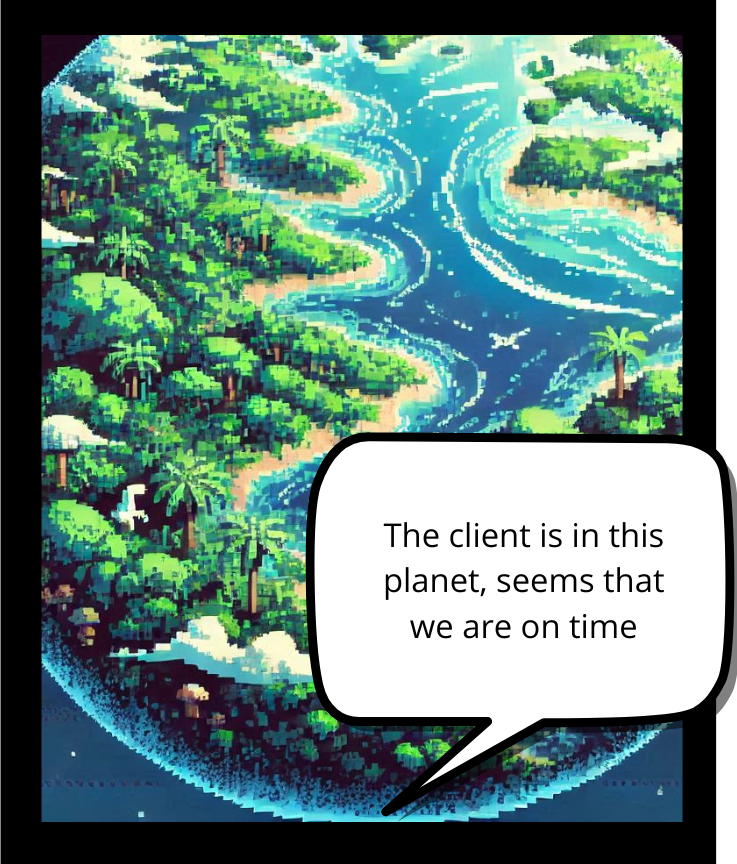 The client is in this
planet, seems that
we are on time